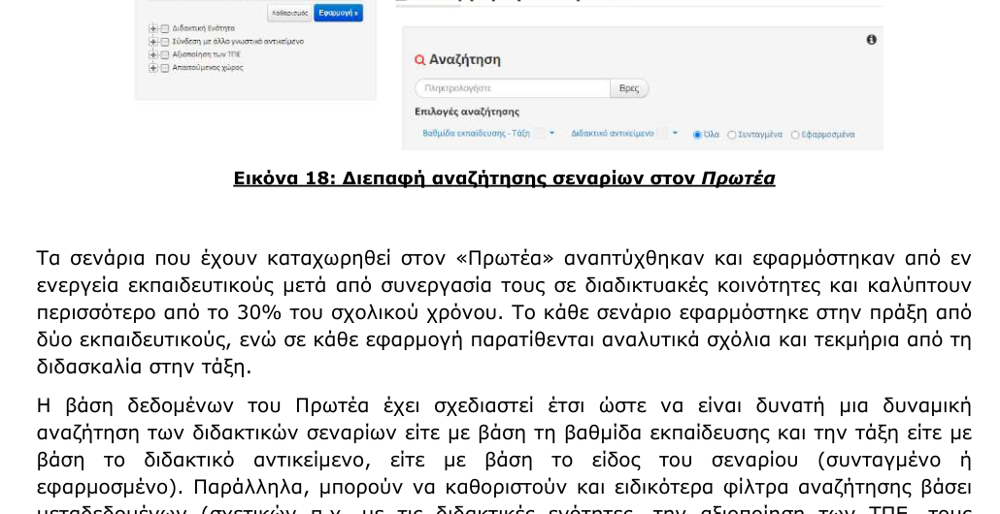 Καθαρισμός Εφαρμογή »
Διδακτική Ενότητα
Σύνδεση με άλλο γνωστικό αντικείμενο
Αξιοποίηση των ΤΠΕ
Απαιτούμενος χώρος
Αναζήτηση
Πληκτρολογήστε Βρες
Επιλογές αναζήτησης
Βαθμίδα εκπαίδευσης - Τάξη Διδακτικό αντικείμενο Όλα Συνταγμένα Εφαρμοσμένα
Εικόνα 18: Διεπαφή αναζήτησης σεναρίων στον Πρωτέα
Τα σενάρια που έχουν καταχωρηθεί στον «Πρωτέα» αναπτύχθηκαν και εφαρμόστηκαν από εν
ενεργεία εκπαιδευτικούς μετά από συνεργασία τους σε διαδικτυακές κοινότητες και καλύπτουν
περισσότερο από το 30% του σχολικού χρόνου. Το κάθε σενάριο εφαρμόστηκε στην πράξη από
δύο εκπαιδευτικούς, ενώ σε κάθε εφαρμογή παρατίθενται αναλυτικά σχόλια και τεκμήρια από τη
διδασκαλία στην τάξη.
Η βάση δεδομένων του Πρωτέα έχει σχεδιαστεί έτσι ώστε να είναι δυνατή μια δυναμική
αναζήτηση των διδακτικών σεναρίων είτε με βάση τη βαθμίδα εκπαίδευσης και την τάξη είτε με
βάση το διδακτικό αντικείμενο, είτε με βάση το είδος του σεναρίου (συνταγμένο ή
εφαρμοσμένο). Παράλληλα, μπορούν να καθοριστούν και ειδικότερα φίλτρα αναζήτησης βάσει
μεταδεδομένων (σχετικών π.χ. με τις διδακτικές ενότητες, την αξιοποίηση των ΤΠΕ, τους